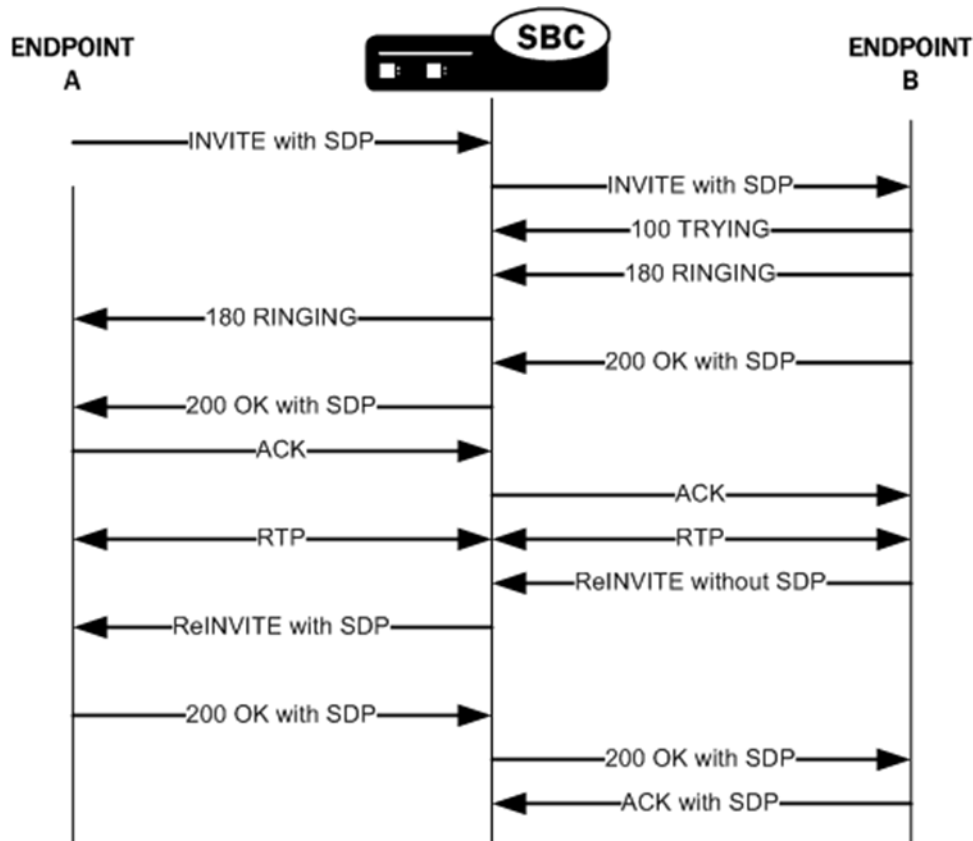 SBC
ENDPOINT
A
ENDPOINT
B
INVITE with SDP
INVITE with SDP
100 TRYING
180 RINGING
180 RINGING
200 OK with SDP
200 OK with SDP
ACK
ACK
RTP
RTP
ReINVITE without SDP
ReINVITE with SDP
200 OK with SDP
200 OK with SDP
ACK with SDP